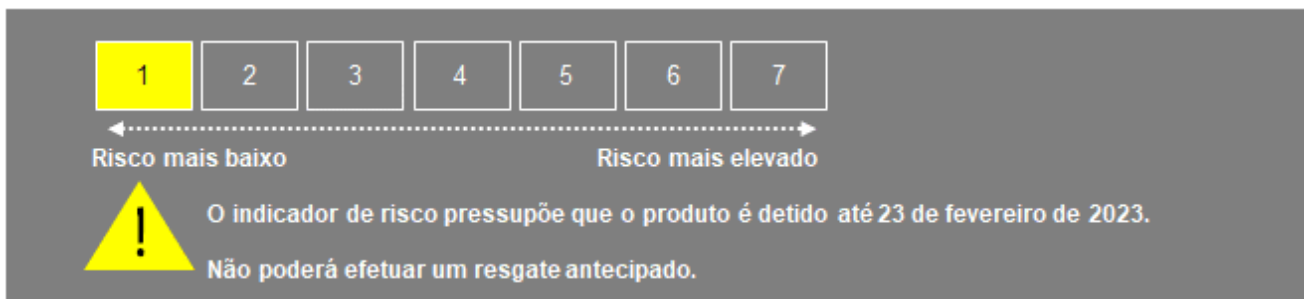 1 2 3 4 5 6 7
Risco mais baixo Risco mais elevado
! O indicador de risco pressupõe que o produto é detido até 23 de fevereiro de 2023.
Não poderá efetuar um resgate antecipado.